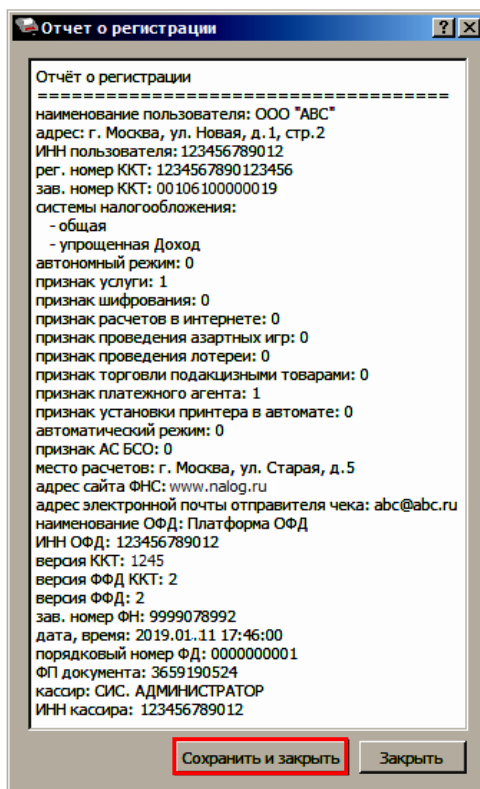 Отчет о регистрации
Отчёт о регистрации
====================================
наименование пользователя: ООО "ABC"
адрес: г. Москва, ул. Новая, д.1, стр.2
ИНН пользователя: 123456789012
рег. номер ККТ: 1234567890123456
зав. номер ККТ: 00106100000019
системы налогообложения:
- общая
- упрощенная Доход
автономный режим: 0
признак услуги: 1
признак шифрования: 0
признак расчетов в интернете: 0
признак проведения азартных игр: 0
признак проведения лотереи: 0
признак торговли подакцизными товарами: 0
признак платежного агента: 1
признак установки принтера в автомате: 0
автоматический режим: 0
признак АС БСО: 0
место расчетов: г. Москва, ул. Старая, д.5
адрес сайта ФНС: www.nalog.ru
адрес электронной почты отправителя чека: abc@abc.ru
наименование ОФД: Платформа ОФД
ИНН ОФД: 123456789012
версия ККТ: 1245
версия ФФД ККТ: 2
версия ФФД: 2
зав. номер ФН: 9999078992
дата, время: 2019.01.11 17:46:00
порядковый номер ФД: 0000000001
ФП документа: 3659190524
кассир: СИС. АДМИНИСТРАТОР
ИНН кассира: 123456789012
Сохранить и закрыть Закрыть